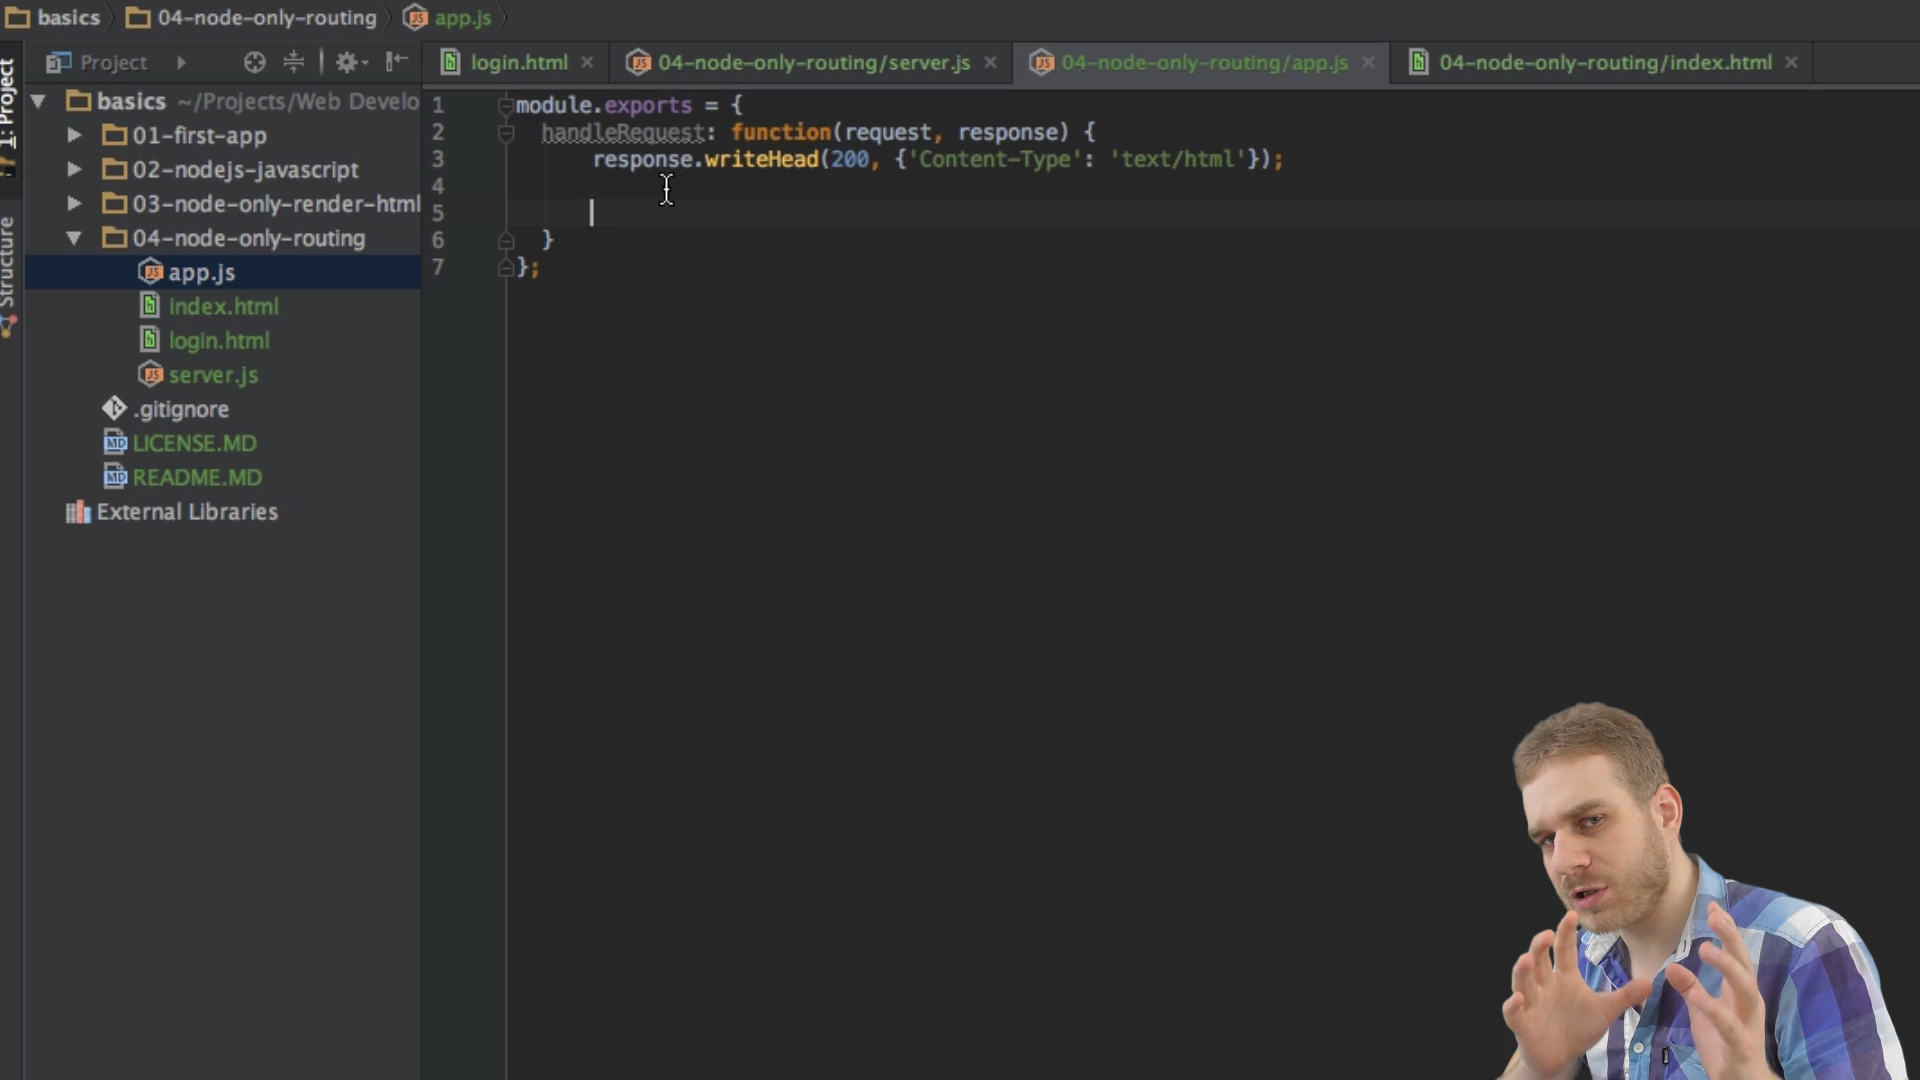 basics 04-node-only-routing app.js
Project login.html 04-node-only-routing/server.js 04-node-only-routing/app.js 04-node-only-routing/index.html
1: Project
Structure
basics ~/Projects/Web Develo
01-first-app
02-nodejs-javascript
03-node-only-render-html
04-node-only-routing
app.js
index.html
login.html
server.js
.gitignore
LICENSE.MD
README.MD
External Libraries
1 module.exports = {
2 handleRequest: function(request, response) {
3 response.writeHead(200, {'Content-Type': 'text/html'});
4
5
6 }
7 };